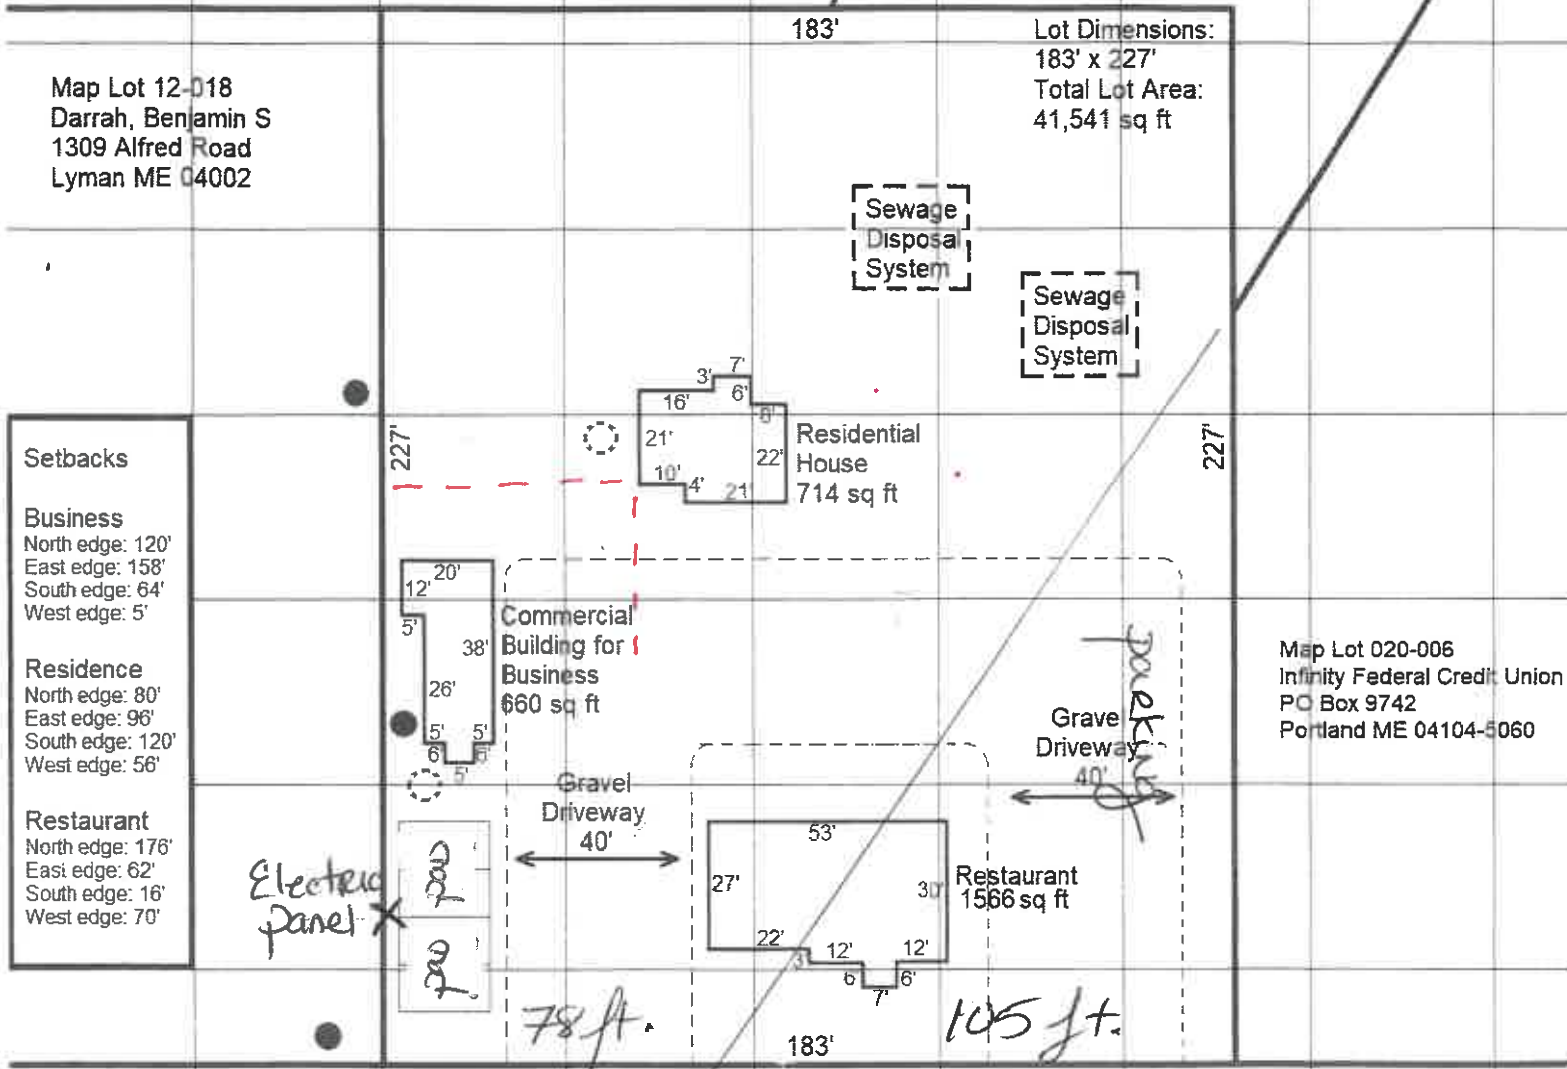 183'
Lot Dimensions:
183' x 227'
Total Lot Area:
41,541 sq ft
Map Lot 12-018
Darrah, Benjamin S
1309 Alfred Road
Lyman ME 04002
Sewage
Disposal
System
Sewage
Disposal
System
7'
3'
6'
16'
8'
21'
22'
10'
4'
21'
Residential
House
714 sq ft
227'
227'
Setbacks
Business
North edge: 120'
East edge: 158'
South edge: 64'
West edge: 5'
Residence
North edge: 80'
East edge: 96'
South edge: 120'
West edge: 56'
Restaurant
North edge: 176'
East edge: 62'
South edge: 16'
West edge: 70'
20'
12'
5'
38'
26'
5'
5'
6'
6'
5'
Commercial
Building for
Business
660 sq ft
Gravel
Driveway
40'
Grave
Driveway
40'
Parking
Map Lot 020-006
Infinity Federal Credit Union
PO Box 9742
Portland ME 04104-5060
Electric
panel X
Pad
Pad
53'
27'
30'
22'
3'
12'
12'
6
6'
7'
Restaurant
1566 sq ft
78 ft.
105 ft.
183'